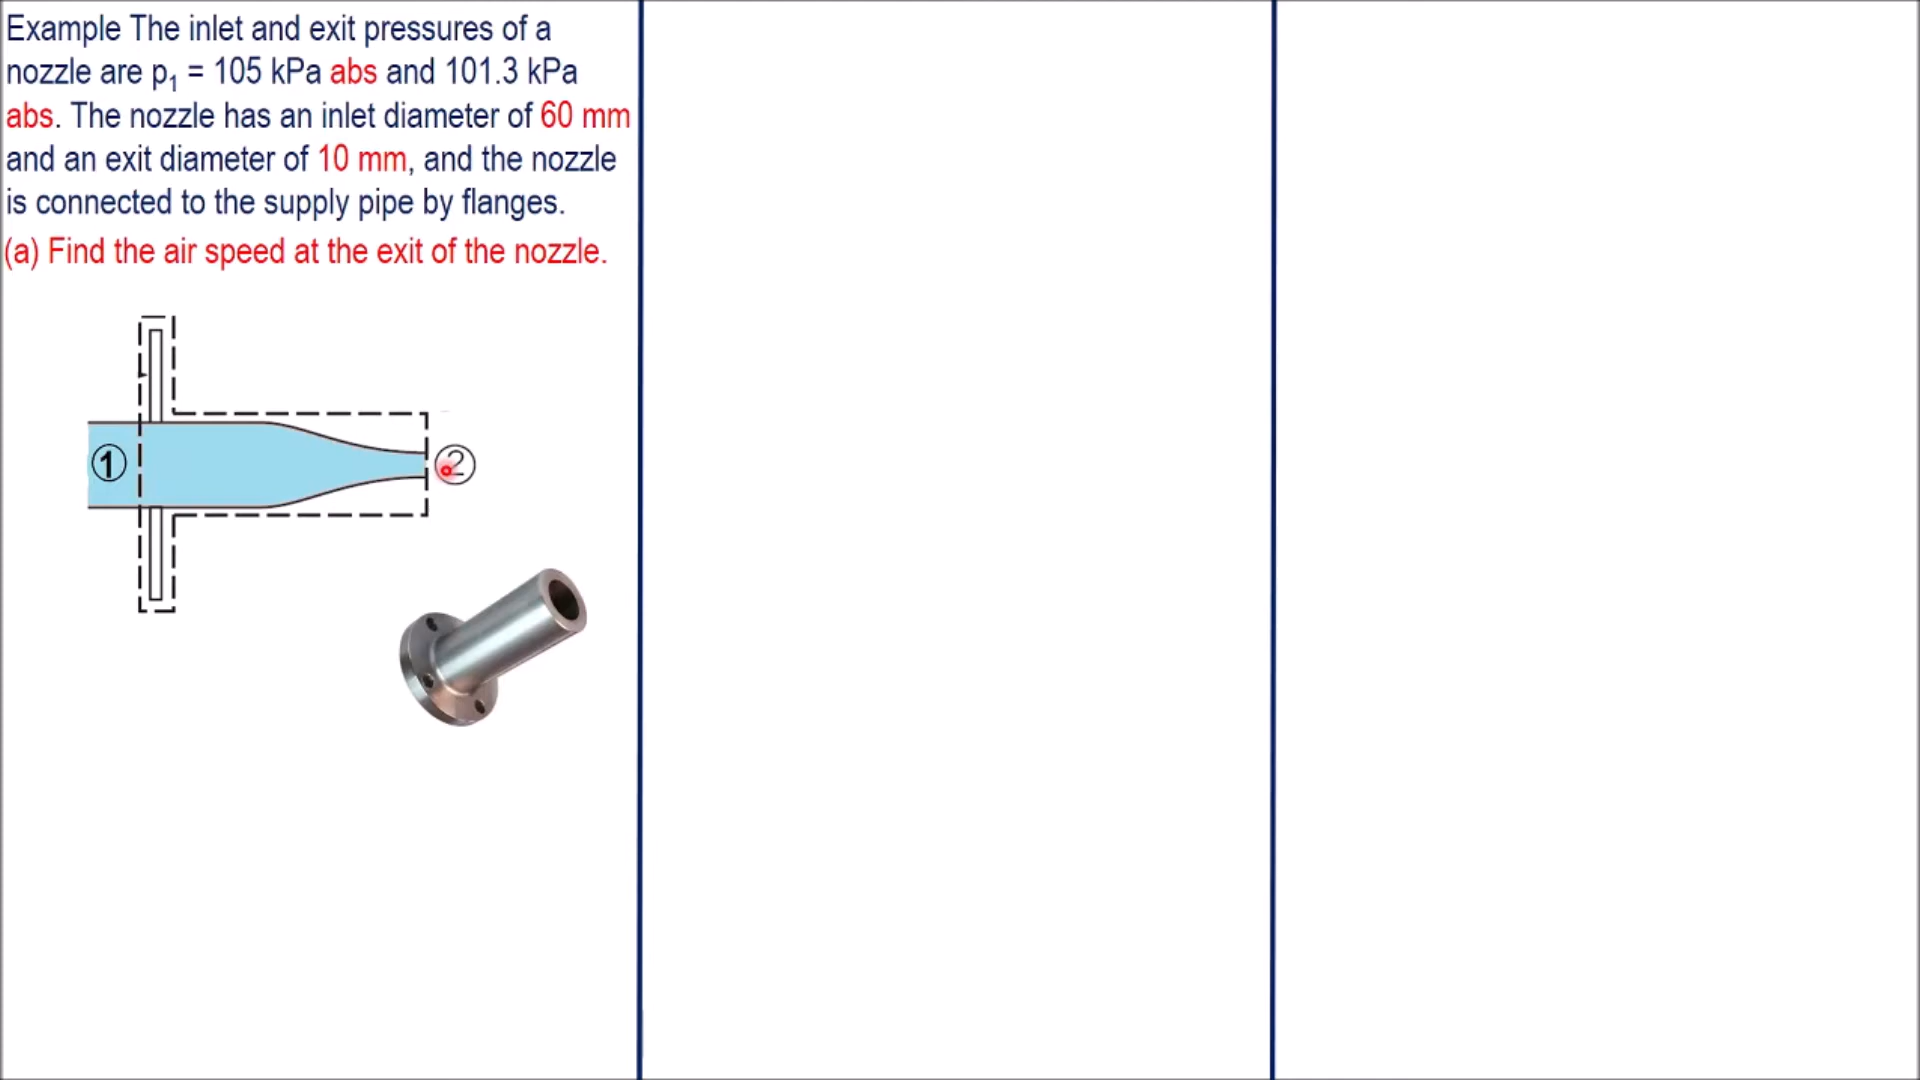 Example The inlet and exit pressures of a
nozzle are p₁ = 105 kPa abs and 101.3 kPa
abs. The nozzle has an inlet diameter of 60 mm
and an exit diameter of 10 mm, and the nozzle
is connected to the supply pipe by flanges.
(a) Find the air speed at the exit of the nozzle.
① ②